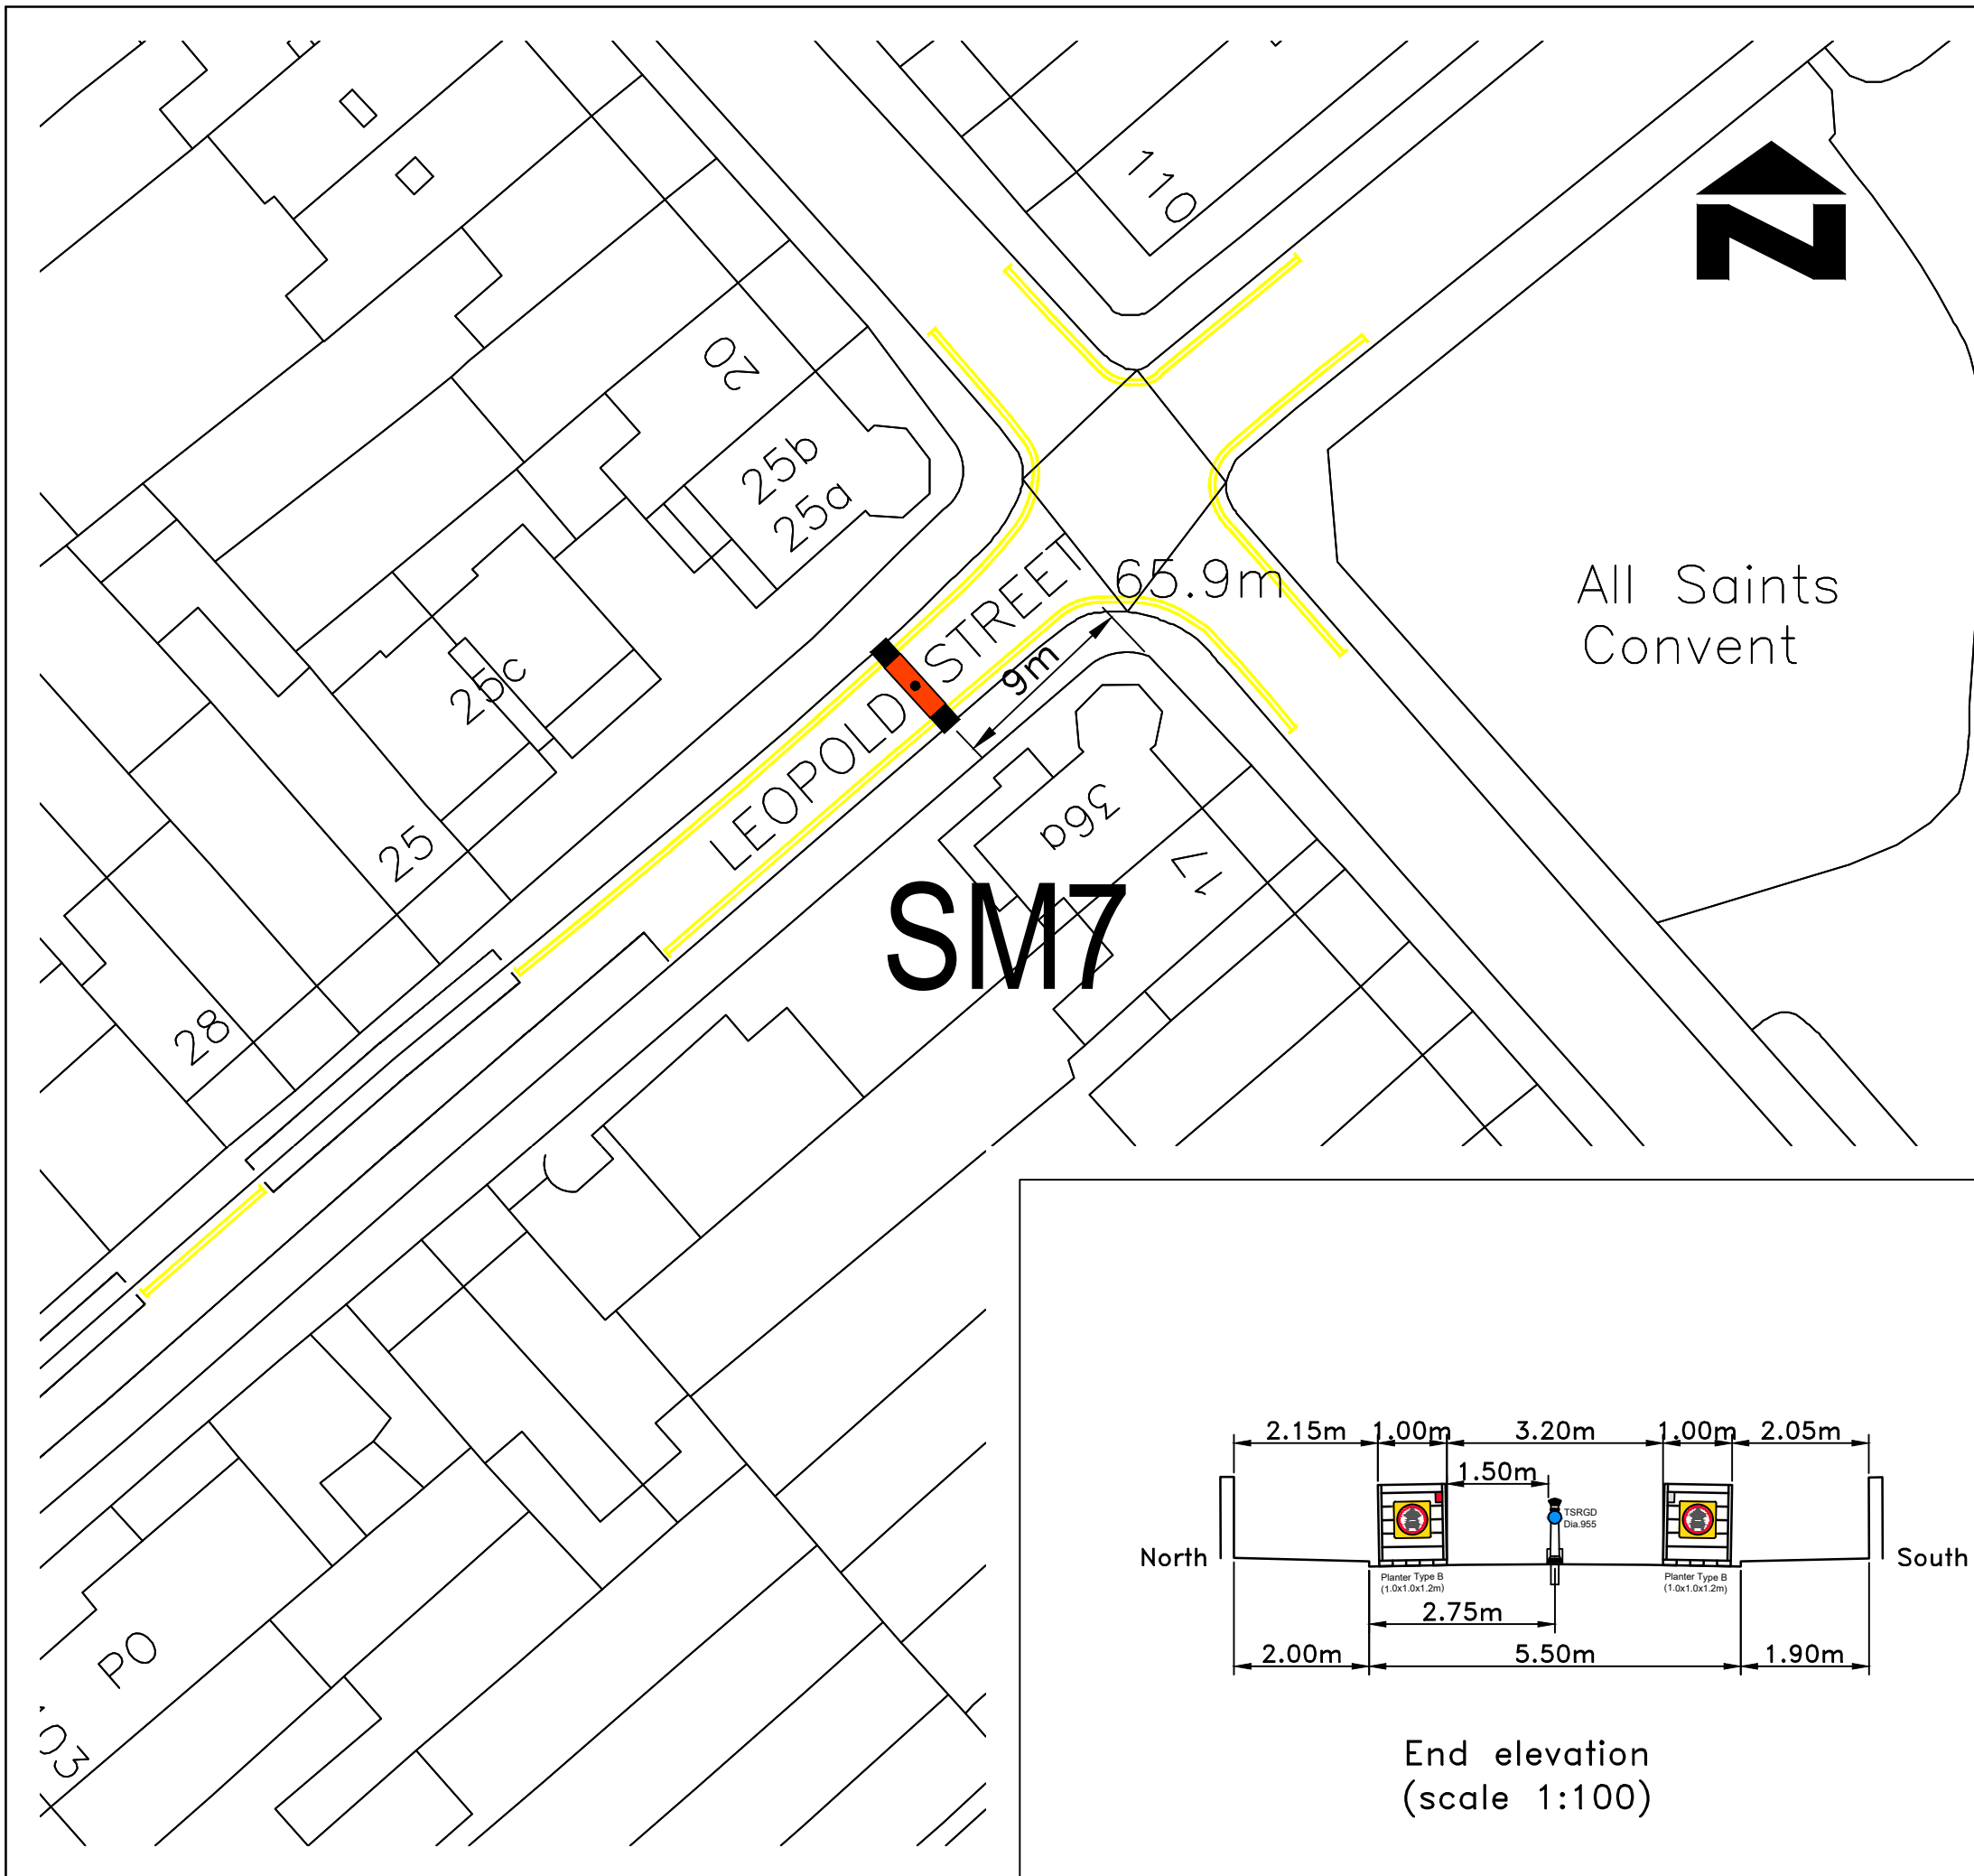 110
20
25b
25a
65.9m
LEOPOLD STREET
9m
All Saints
Convent
25c
36a
25
17
SM7
28
PO
103
2.15m 1.00m 3.20m 1.00m 2.05m
1.50m
TSRGD
Dia.955
North
South
Planter Type B
(1.0x1.0x1.2m)
Planter Type B
(1.0x1.0x1.2m)
2.75m
2.00m 5.50m 1.90m
End elevation
(scale 1:100)
N